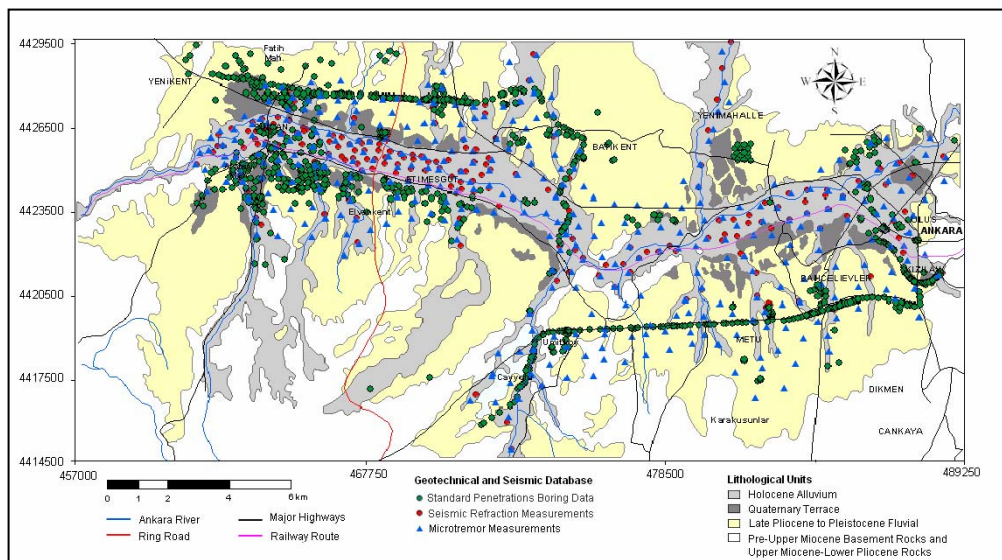 4429500
4426500
4423500
4420500
4417500
4414500
457000
467750
478500
489250
Fatih
Mah.
YENİKENT
N
W
E
S
YENIMAHALLE
BATIKENT
ETIMESGUT
Elvankent
ULUS
ANKARA
KIZILAY
BAHCELIEVLER
Umitkoy
METU
Cayyolu
DIKMEN
Karakusunlar
CANKAYA
0 1 2 4 6 km
Ankara River
Ring Road
Major Highways
Railway Route
Geotechnical and Seismic Database
Standard Penetrations Boring Data
Seismic Refraction Measurements
Microtremor Measurements
Lithological Units
Holocene Alluvium
Quaternary Terrace
Late Pliocene to Pleistocene Fluvial
Pre-Upper Miocene Basement Rocks and
Upper Miocene-Lower Pliocene Rocks